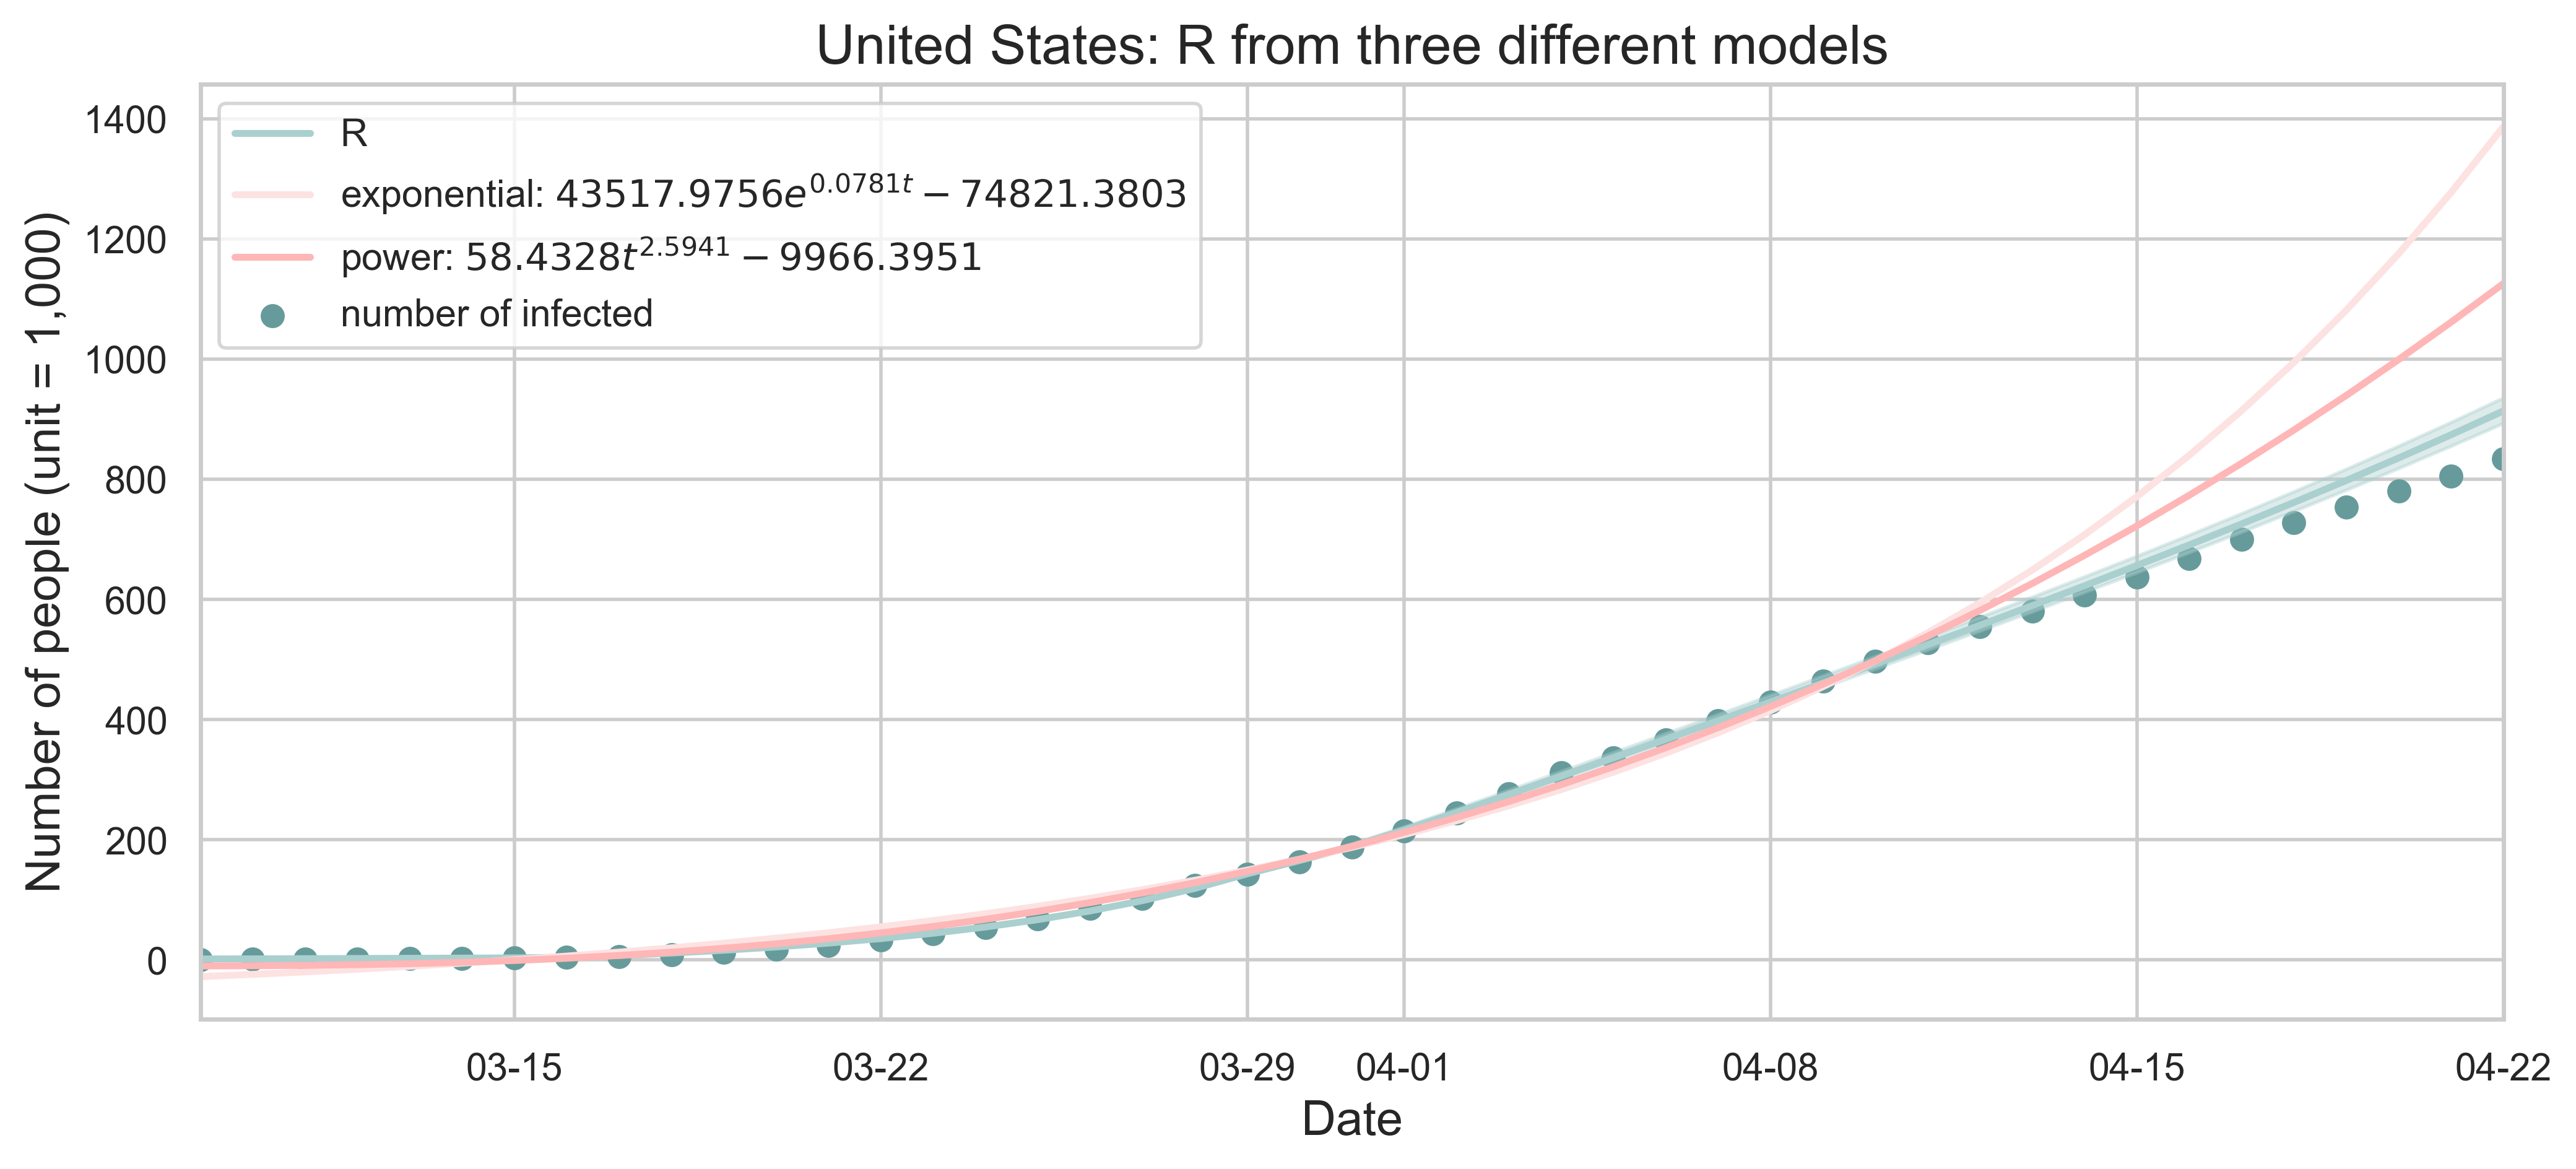 United States: R from three different models
Number of people (unit = 1,000)
1400
1200
1000
800
600
400
200
0
R
exponential: 43517.9756e^{0.0781t} − 74821.3803
power: 58.4328t^{2.5941} − 9966.3951
number of infected
03-15 03-22 03-29 04-01 04-08 04-15 04-22
Date